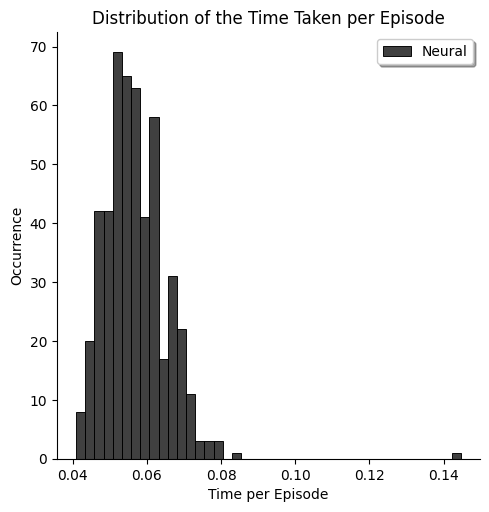 Distribution of the Time Taken per Episode
Neural
70
60
50
40
30
20
10
0
Occurrence
0.04 0.06 0.08 0.10 0.12 0.14
Time per Episode